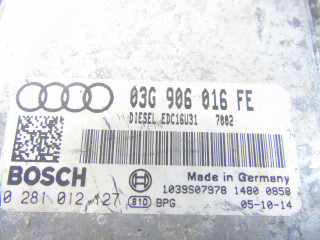 03G 906 016 FE
DIESEL EDC16U31 7002
BOSCH
Made in Germany
1039S07978 1480 0858
0 281 012 127
810 BPG 05-10-14